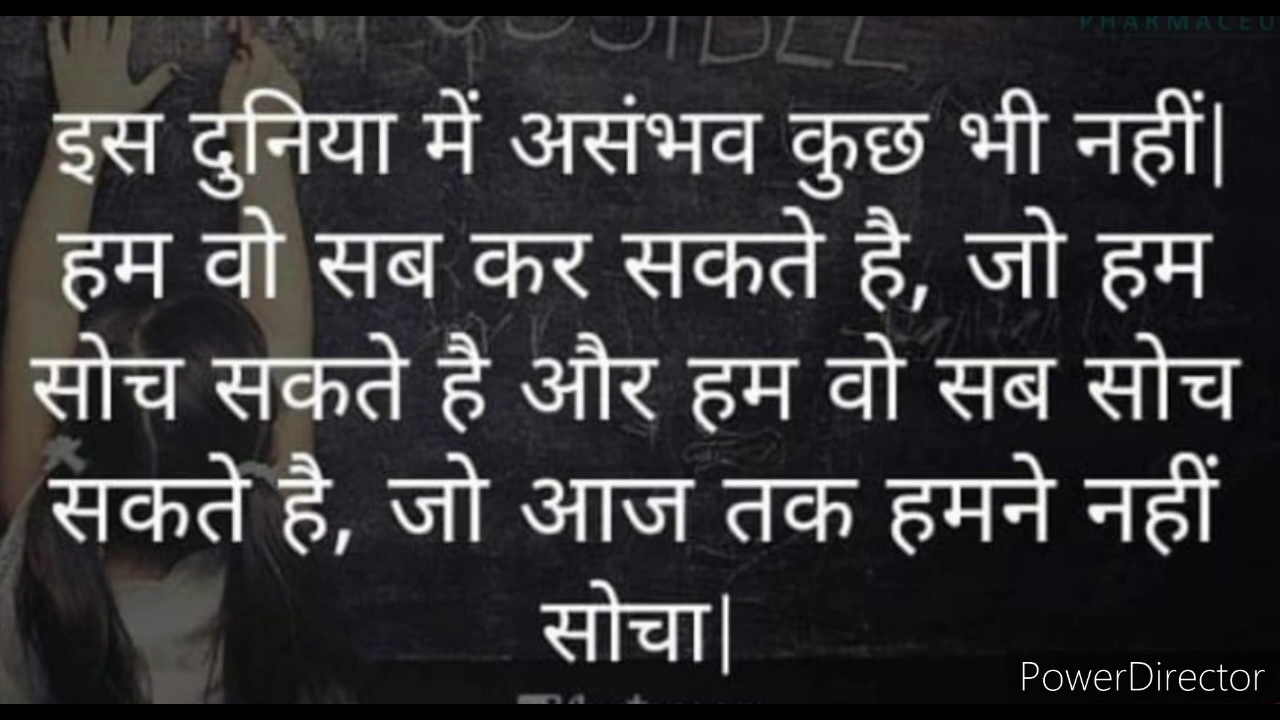 PHARMACEU
इस दुनिया में असंभव कुछ भी नहीं|
हम वो सब कर सकते है, जो हम
सोच सकते है और हम वो सब सोच
सकते है, जो आज तक हमने नहीं
सोचा|
PowerDirector